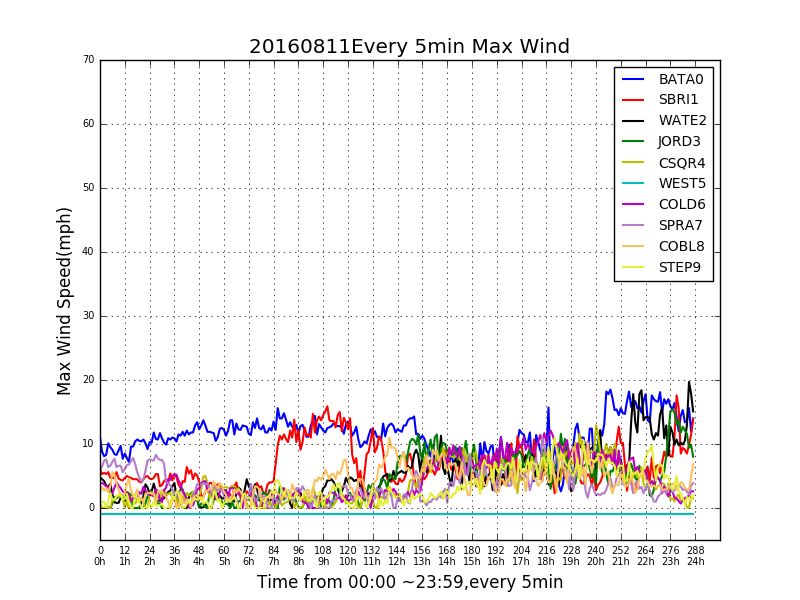 20160811Every 5min Max Wind
70
60
50
40
30
20
10
0
Max Wind Speed(mph)
BATA0
SBRI1
WATE2
JORD3
CSQR4
WEST5
COLD6
SPRA7
COBL8
STEP9
0 12 24 36 48 60 72 84 96 108 120 132 144 156 168 180 192 204 216 228 240 252 264 276 288
0h 1h 2h 3h 4h 5h 6h 7h 8h 9h 10h 11h 12h 13h 14h 15h 16h 17h 18h 19h 20h 21h 22h 23h 24h
Time from 00:00 ~23:59,every 5min